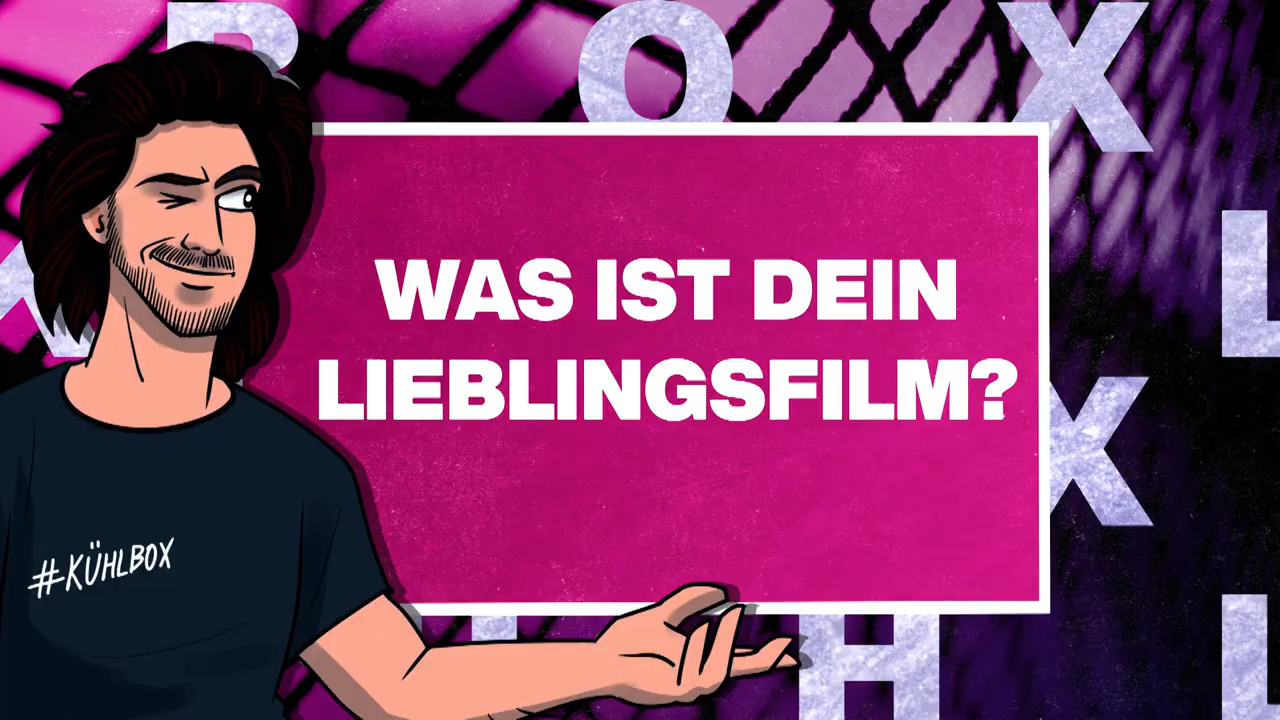 B O X
WAS IST DEIN
LIEBLINGSFILM?
X
#KÜHLBOX
H